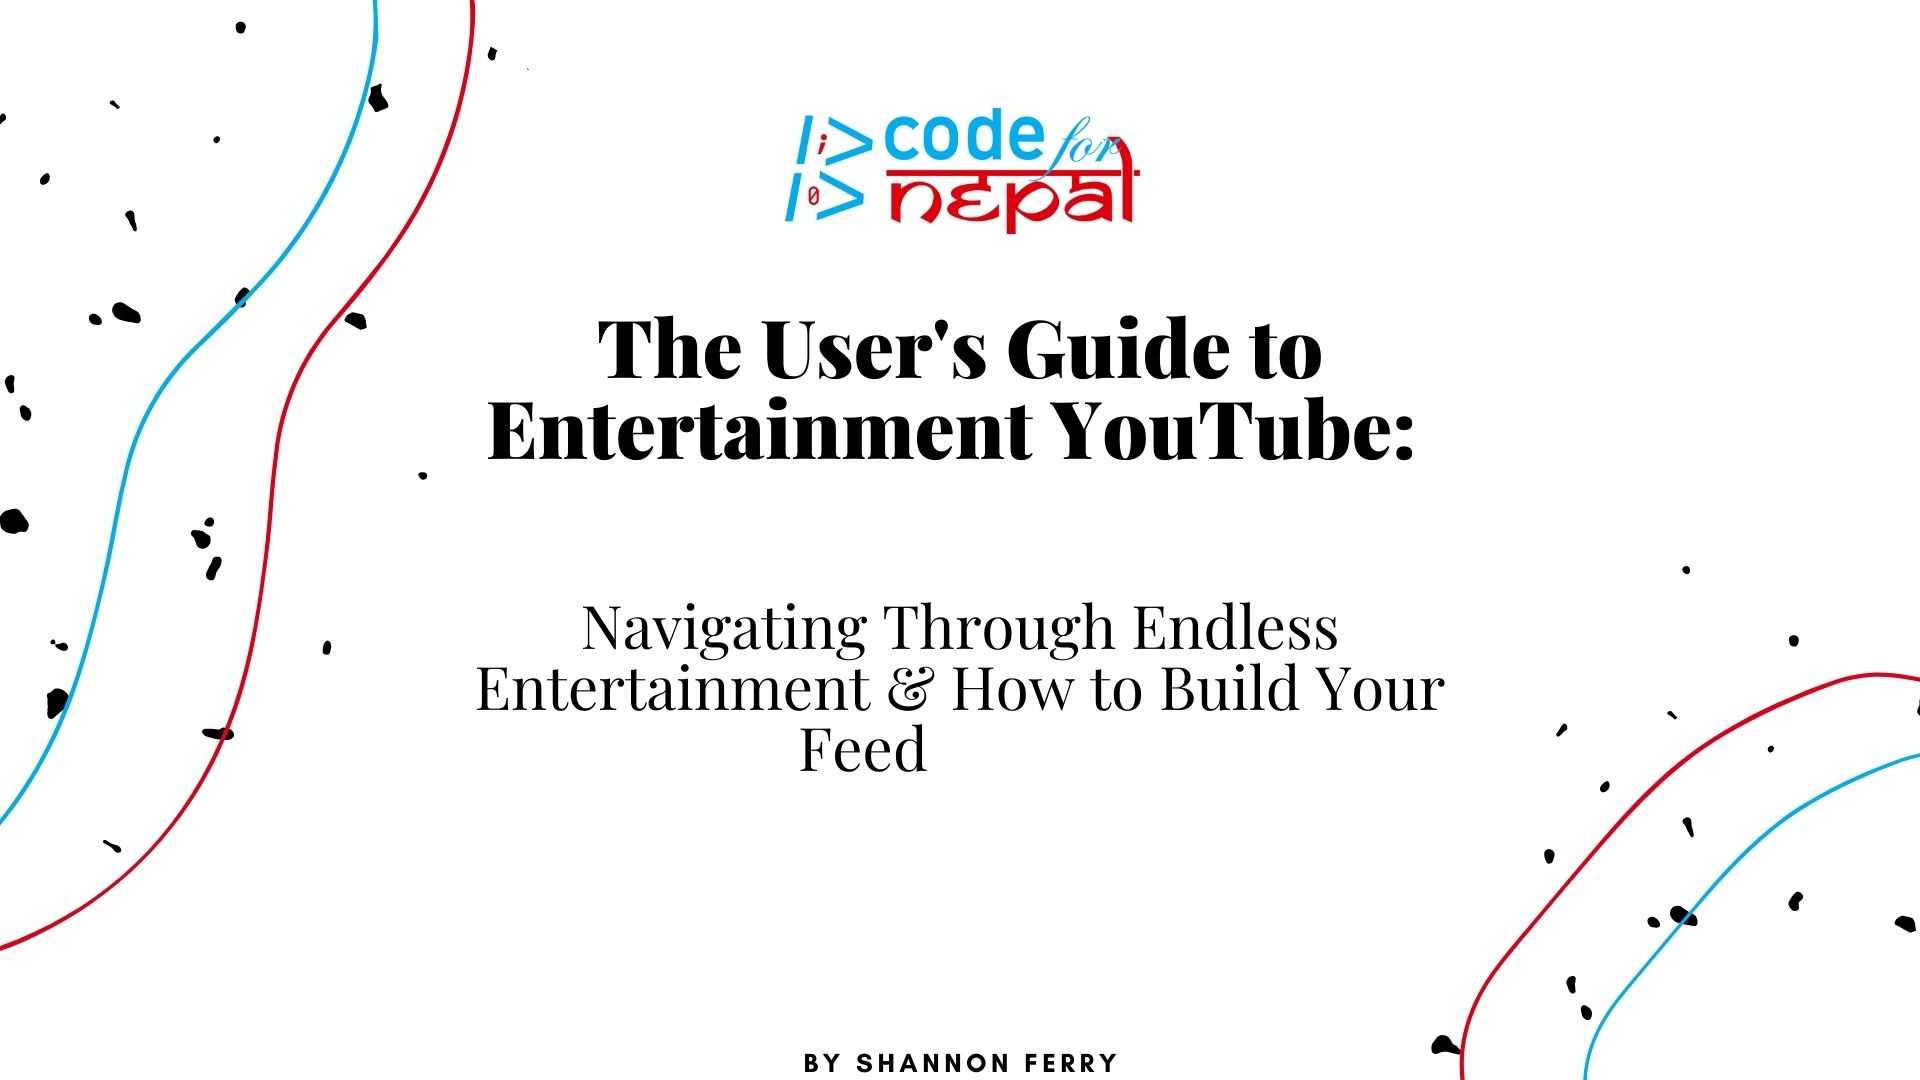 code for
nepal
The User's Guide to
Entertainment YouTube:
Navigating Through Endless
Entertainment & How to Build Your
Feed
BY SHANNON FERRY